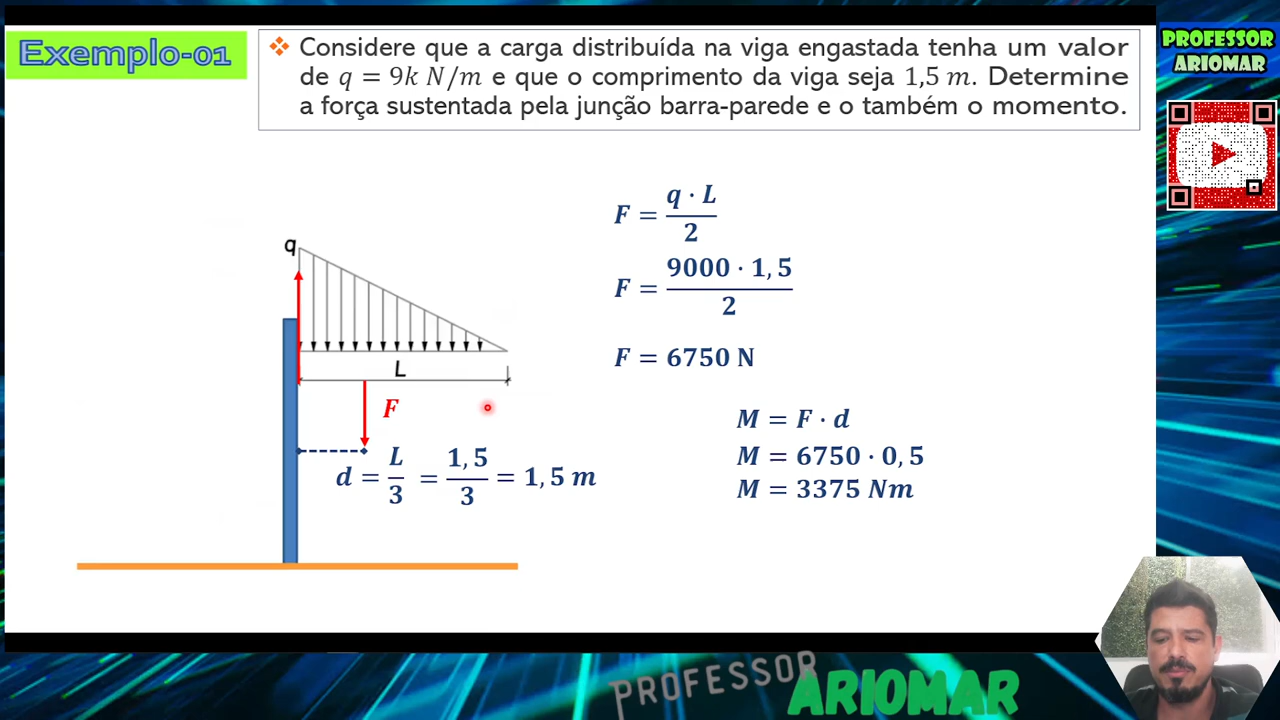 Exemplo-01
❖ Considere que a carga distribuída na viga engastada tenha um valor
de q = 9k N/m e que o comprimento da viga seja 1,5 m. Determine
a força sustentada pela junção barra-parede e o também o momento.
PROFESSOR
ARIOMAR
F = q · L / 2
F = 9000 · 1,5 / 2
F = 6750 N
q
L
F
d = L/3 = 1,5/3 = 1,5 m
M = F · d
M = 6750 · 0,5
M = 3375 Nm
PROFESSOR
ARIOMAR